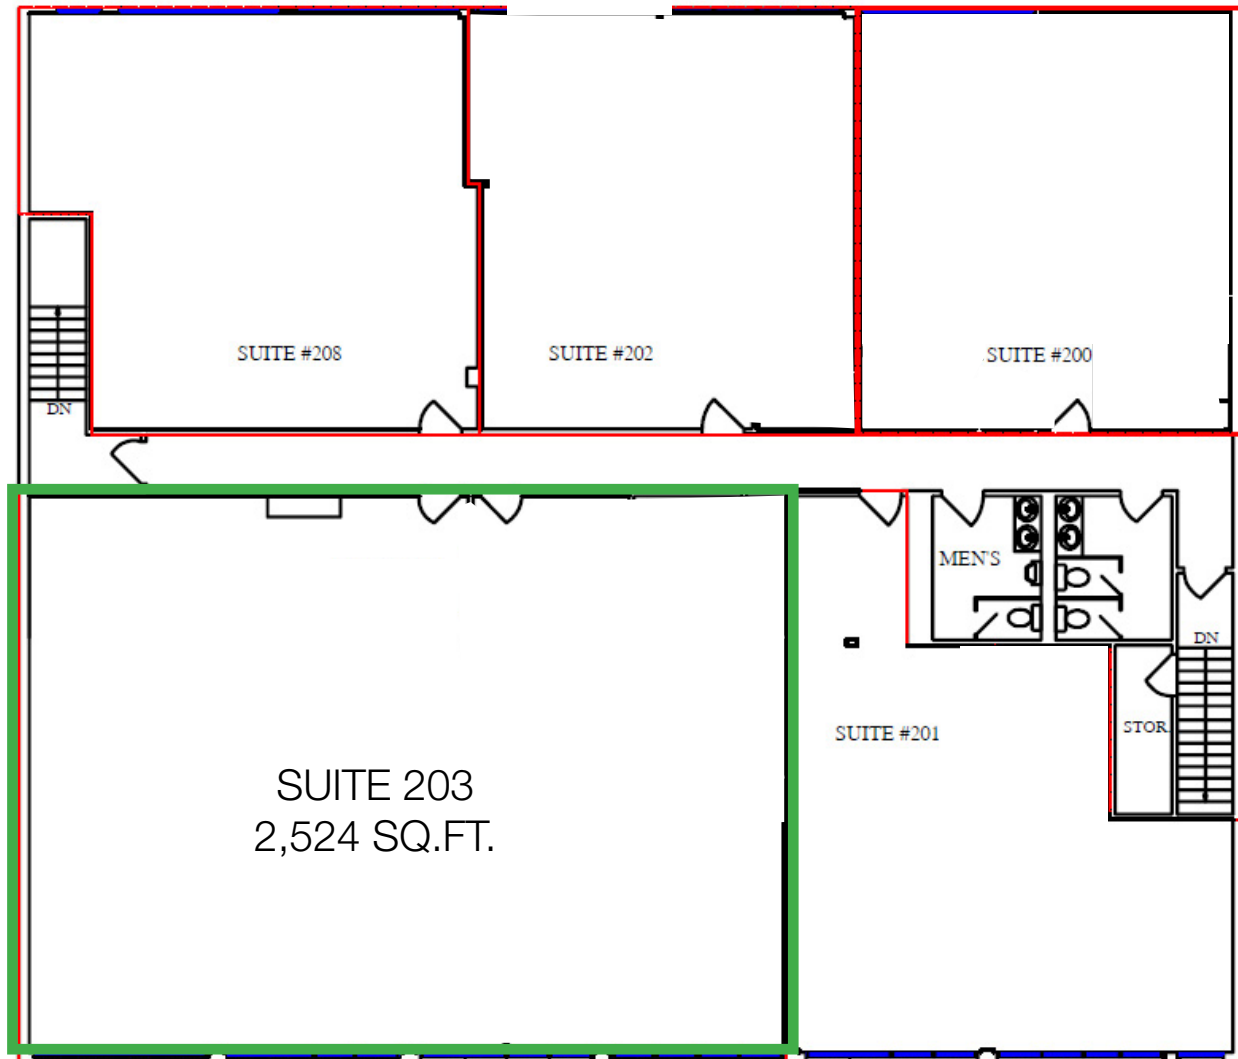 SUITE #208
SUITE #202
SUITE #200
DN
MEN'S
DN
STOR.
SUITE #201
SUITE 203
2,524 SQ.FT.